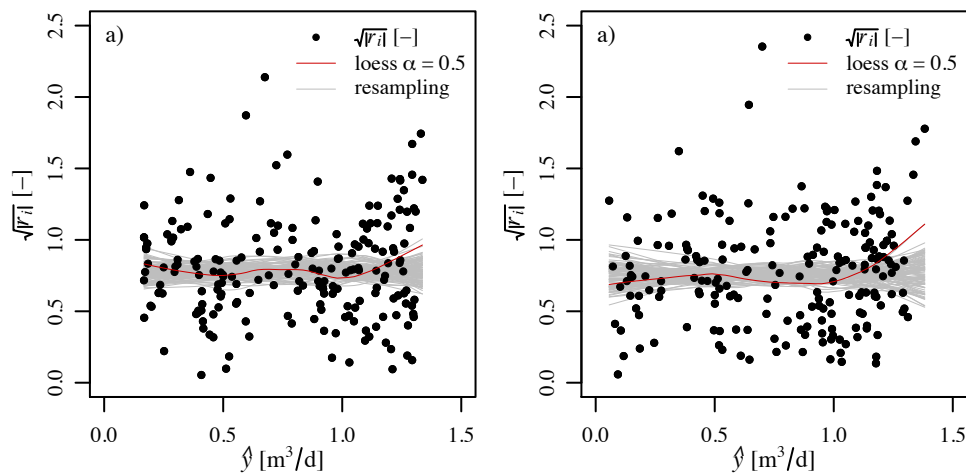 a)
√|r_i| [–]
loess α = 0.5
resampling
2.5
2.0
1.5
1.0
0.5
0.0
√|r_i| [–]
0.0 0.5 1.0 1.5
ŷ [m³/d]
a)
√|r_i| [–]
loess α = 0.5
resampling
2.5
2.0
1.5
1.0
0.5
0.0
√|r_i| [–]
0.0 0.5 1.0 1.5
ŷ [m³/d]